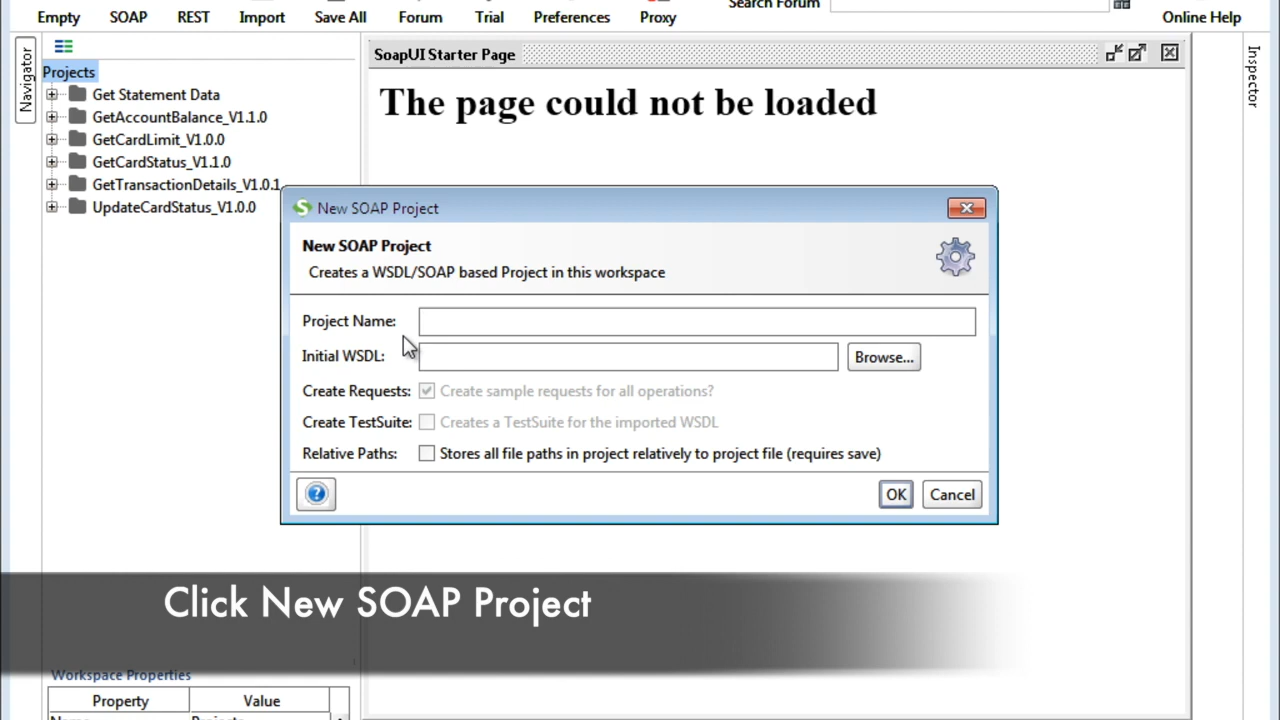 Search Forum
Empty SOAP REST Import Save All Forum Trial Preferences Proxy Online Help
Navigator
Projects
Get Statement Data
GetAccountBalance_V1.1.0
GetCardLimit_V1.0.0
GetCardStatus_V1.1.0
GetTransactionDetails_V1.0.1
UpdateCardStatus_V1.0.0
SoapUI Starter Page
The page could not be loaded
Inspector
New SOAP Project
New SOAP Project
Creates a WSDL/SOAP based Project in this workspace
Project Name:
Initial WSDL: Browse...
Create Requests: Create sample requests for all operations?
Create TestSuite: Creates a TestSuite for the imported WSDL
Relative Paths: Stores all file paths in project relatively to project file (requires save)
OK Cancel
Click New SOAP Project
Workspace Properties
Property Value